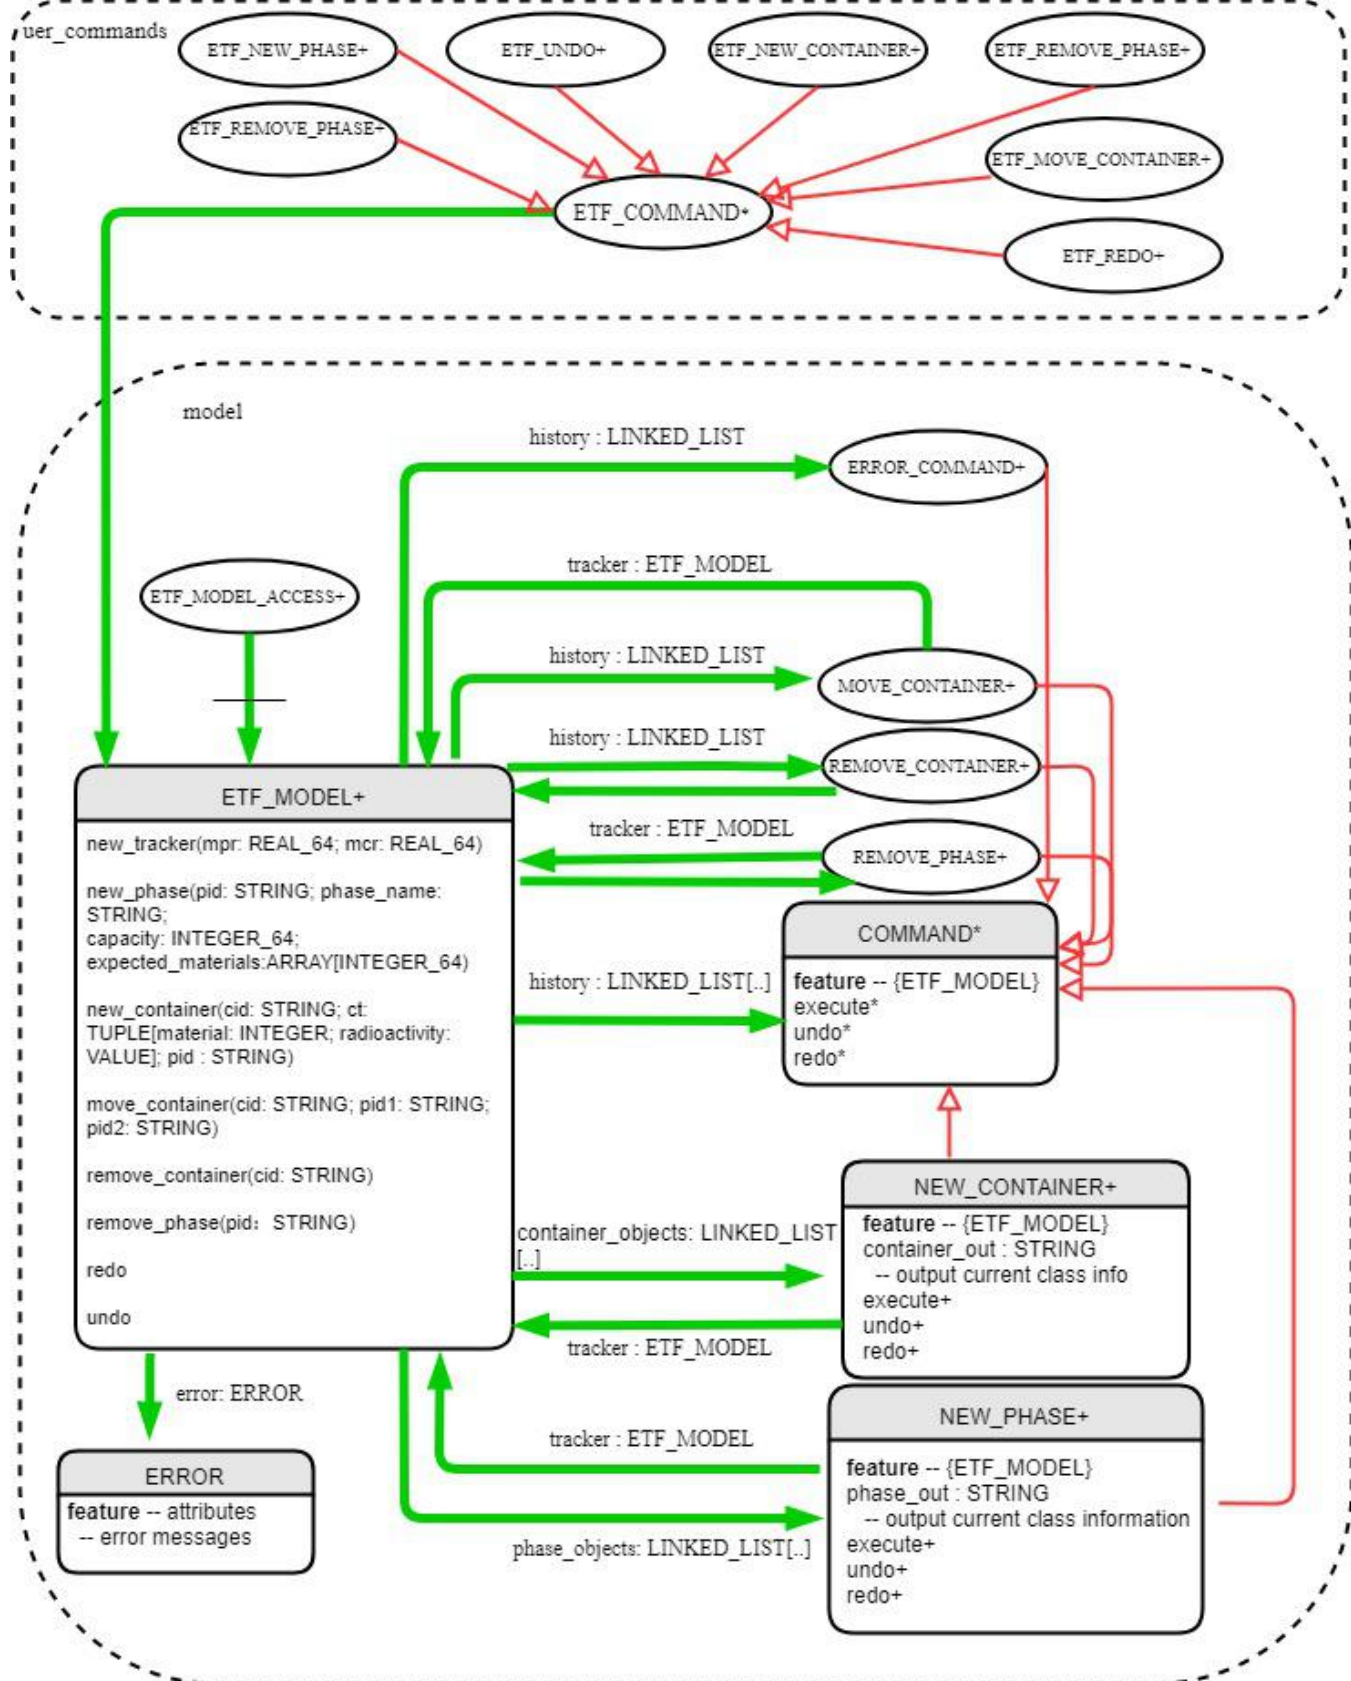 uer_commands
ETF_NEW_PHASE+
ETF_UNDO+
ETF_NEW_CONTAINER+
ETF_REMOVE_PHASE+
ETF_REMOVE_PHASE+
ETF_MOVE_CONTAINER+
ETF_COMMAND*
ETF_REDO+
model
history : LINKED_LIST
ERROR_COMMAND+
tracker : ETF_MODEL
ETF_MODEL_ACCESS+
history : LINKED_LIST
MOVE_CONTAINER+
history : LINKED_LIST
REMOVE_CONTAINER+
tracker : ETF_MODEL
REMOVE_PHASE+
ETF_MODEL+
new_tracker(mpr: REAL_64; mcr: REAL_64)
new_phase(pid: STRING; phase_name:
STRING;
capacity: INTEGER_64;
expected_materials:ARRAY[INTEGER_64)
new_container(cid: STRING; ct:
TUPLE[material: INTEGER; radioactivity:
VALUE]; pid : STRING)
move_container(cid: STRING; pid1: STRING;
pid2: STRING)
remove_container(cid: STRING)
remove_phase(pid：STRING)
redo
undo
COMMAND*
history : LINKED_LIST[..]
feature -- {ETF_MODEL}
execute*
undo*
redo*
NEW_CONTAINER+
feature -- {ETF_MODEL}
container_out : STRING
-- output current class info
execute+
undo+
redo+
container_objects: LINKED_LIST
[..]
tracker : ETF_MODEL
error: ERROR
NEW_PHASE+
tracker : ETF_MODEL
feature -- {ETF_MODEL}
phase_out : STRING
-- output current class information
execute+
undo+
redo+
phase_objects: LINKED_LIST[..]
ERROR
feature -- attributes
-- error messages